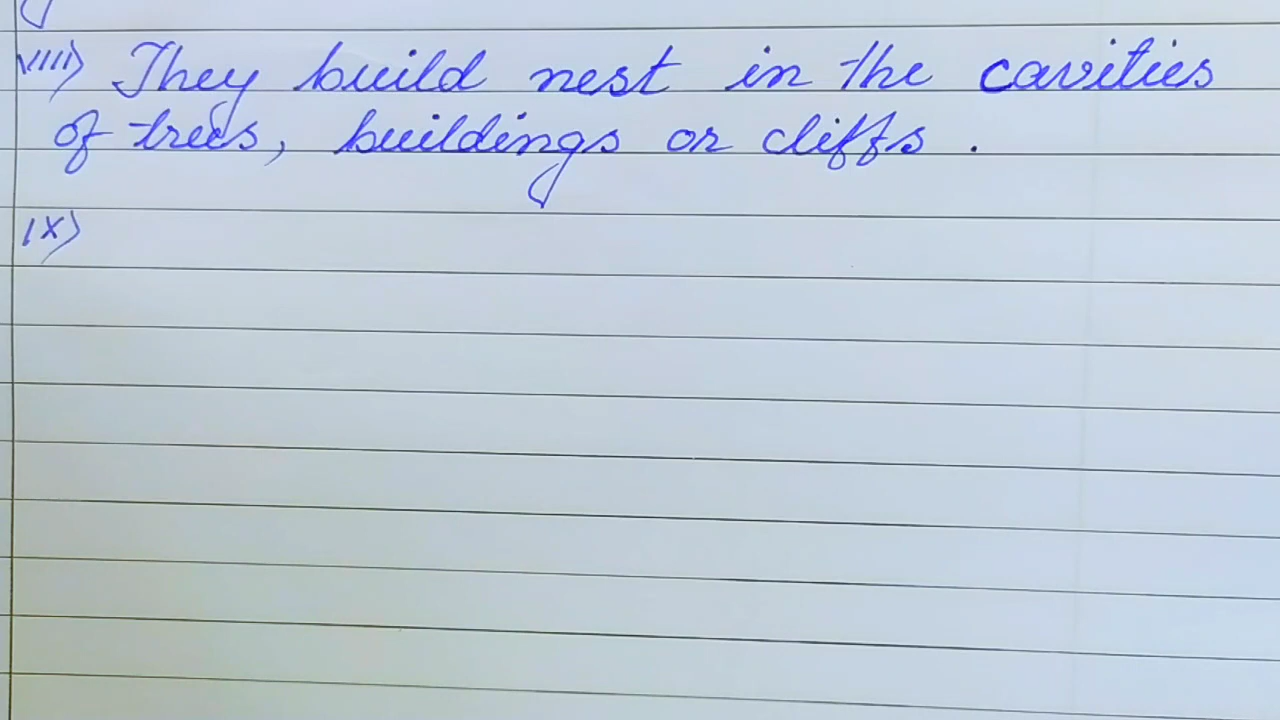 viii) They build nest in the cavities
of trees, buildings or cliffs .
ix)